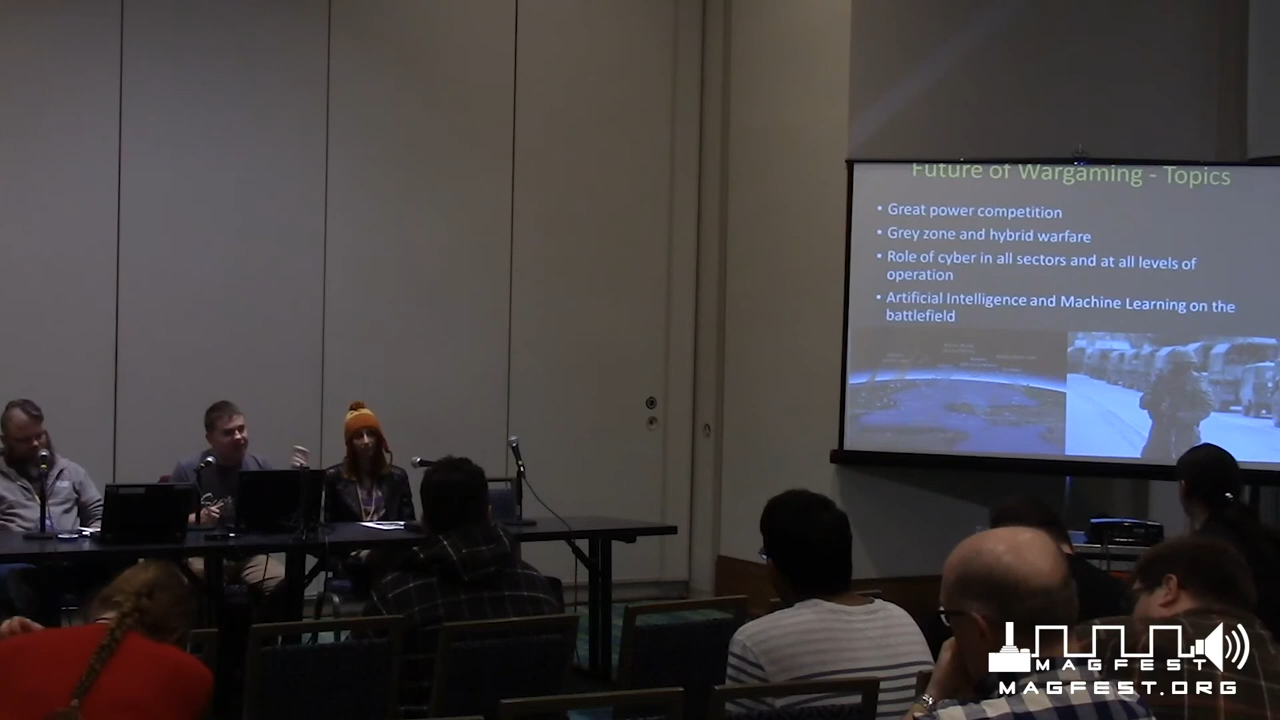 Future of Wargaming - Topics
• Great power competition
• Grey zone and hybrid warfare
• Role of cyber in all sectors and at all levels of
operation
• Artificial Intelligence and Machine Learning on the
battlefield
MAGFEST
MAGFEST.ORG